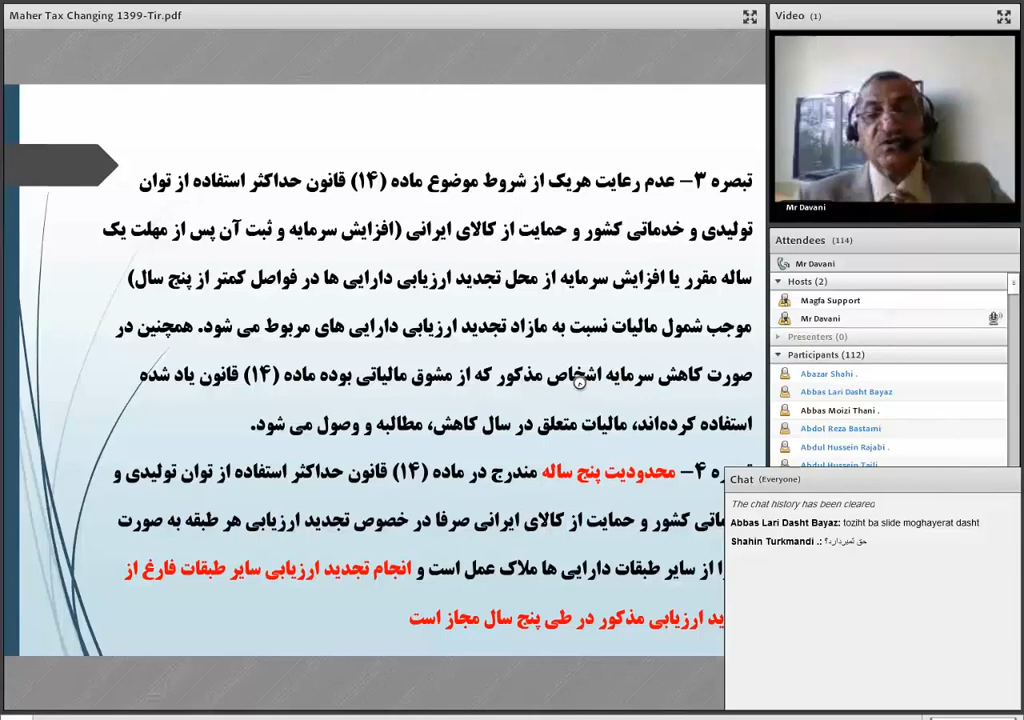 Maher Tax Changing 1399-Tir.pdf
تبصره ۳- عدم رعایت هریک از شروط موضوع ماده (۱۴) قانون حداکثر استفاده از توان
تولیدی و خدماتی کشور و حمایت از کالای ایرانی (افزایش سرمایه و ثبت آن پس از مهلت یک
ساله مقرر یا افزایش سرمایه از محل تجدید ارزیابی دارایی ها در فواصل کمتر از پنج سال)
موجب شمول مالیات نسبت به مازاد تجدید ارزیابی دارایی های مربوط می شود. همچنین در
صورت کاهش سرمایه اشخاص مذکور که از مشوق مالیاتی بوده ماده (۱۴) قانون یاد شده
استفاده کرده‌اند، مالیات متعلق در سال کاهش، مطالبه و وصول می شود.
۴- محدودیت پنج ساله مندرج در ماده (۱۴) قانون حداکثر استفاده از توان تولیدی و
کشور و حمایت از کالای ایرانی صرفا در خصوص تجدید ارزیابی هر طبقه به صورت
از سایر طبقات دارایی ها ملاک عمل است و انجام تجدید ارزیابی سایر طبقات فارغ از
ارزیابی مذکور در طی پنج سال مجاز است
Video (1)
Mr Davani
Attendees (114)
Mr Davani
Hosts (2)
Magfa Support
Mr Davani
Presenters (0)
Participants (112)
Abazar Shahi .
Abbas Lari Dasht Bayaz
Abbas Moizi Thani .
Abdol Reza Bastami
Abdul Hussein Rajabi .
Abdul Hussein Tajli
Chat (Everyone)
The chat history has been cleared
Abbas Lari Dasht Bayaz: toziht ba slide moghayerat dasht
Shahin Turkmandi .: حق تمبردارد؟